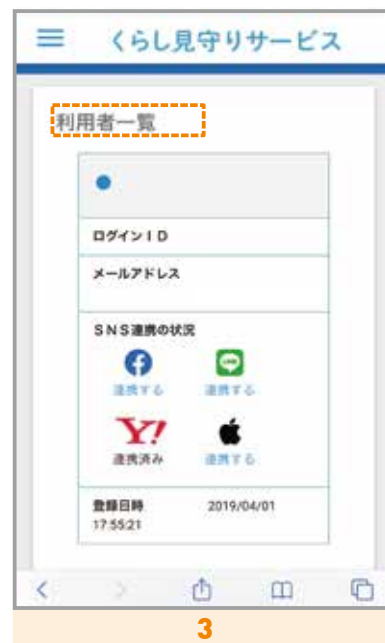 くらし見守りサービス
利用者一覧
ログインＩＤ
メールアドレス
ＳＮＳ連携の状況
連携する 連携する
Y!
連携済み 連携する
登録日時 2019/04/01
17:55:21
3